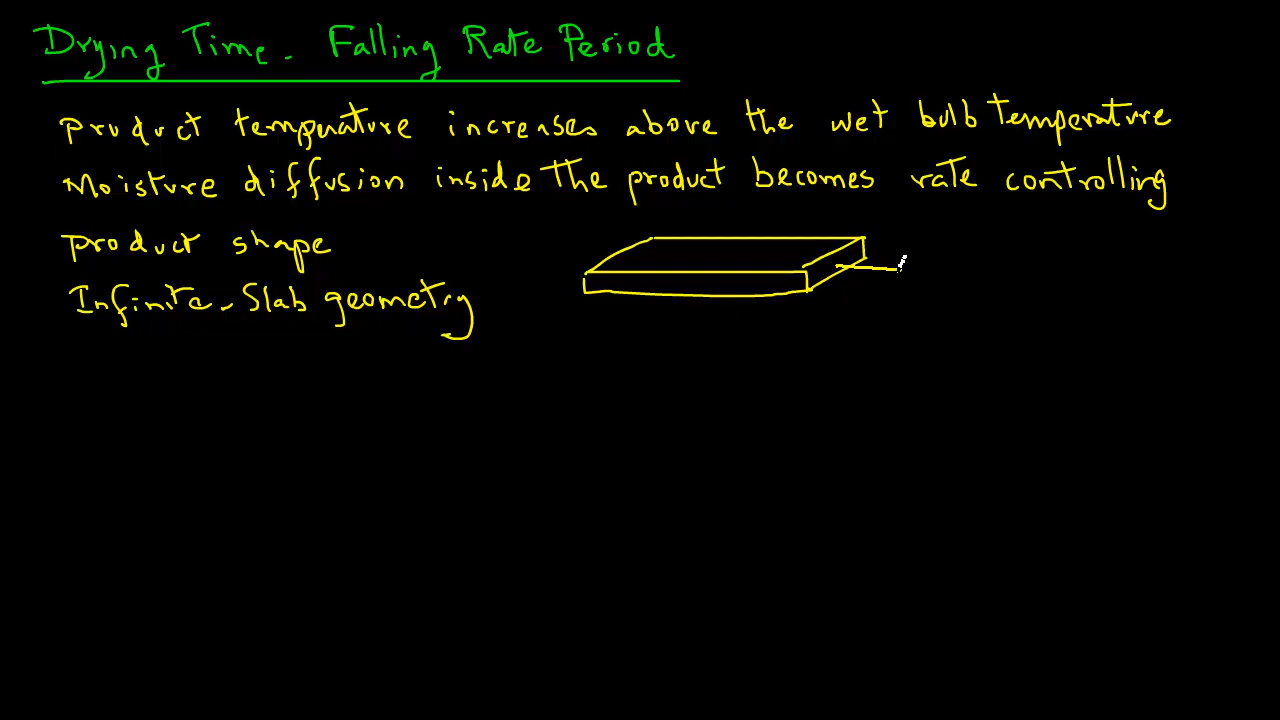 Drying Time - Falling Rate Period
product temperature increases above the wet bulb Temperature
Moisture diffusion inside the product becomes rate controlling
product shape
Infinite-Slab geometry